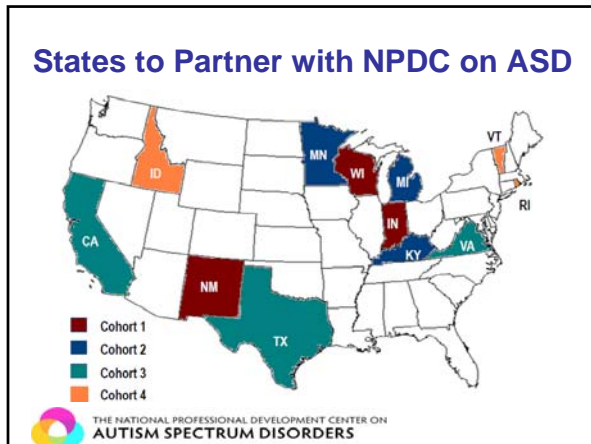 States to Partner with NPDC on ASD
VT
MN
WI
MI
ID
RI
IN
CA
VA
KY
NM
TX
Cohort 1
Cohort 2
Cohort 3
Cohort 4
THE NATIONAL PROFESSIONAL DEVELOPMENT CENTER ON
AUTISM SPECTRUM DISORDERS